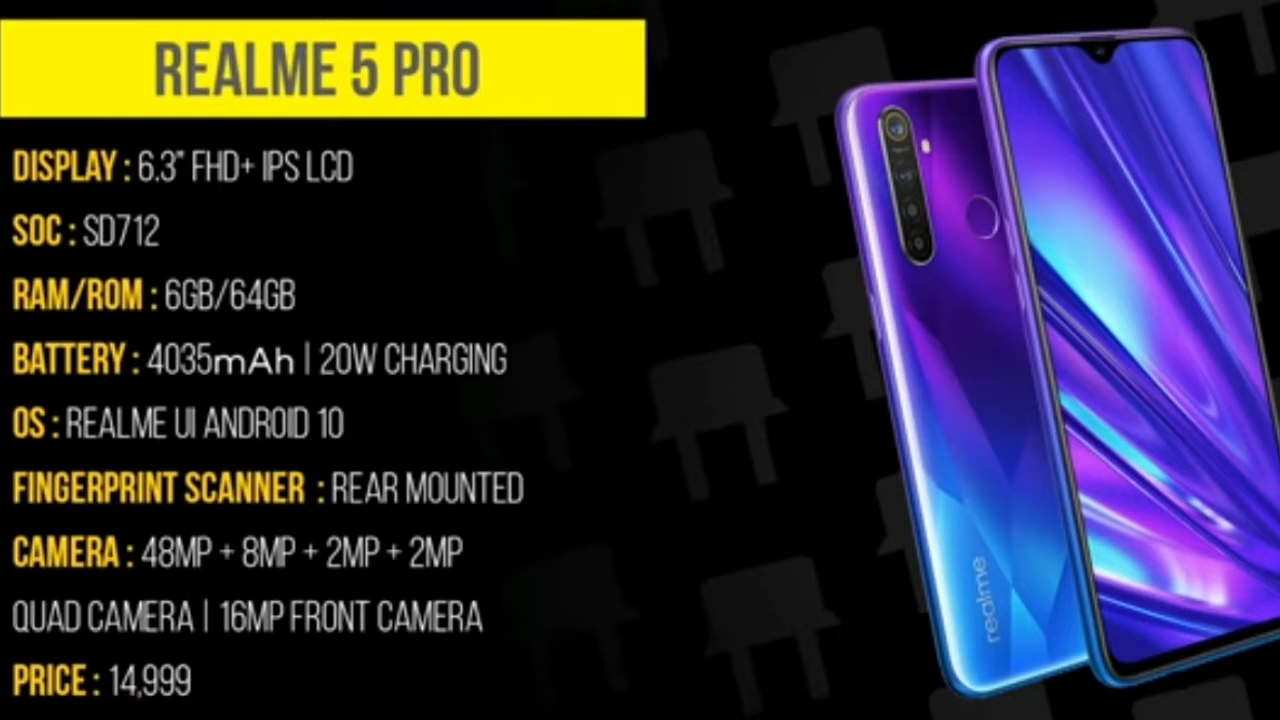 REALME 5 PRO
DISPLAY : 6.3" FHD+ IPS LCD
SOC : SD712
RAM/ROM : 6GB/64GB
BATTERY : 4035mAh | 20W CHARGING
OS : REALME UI ANDROID 10
FINGERPRINT SCANNER : REAR MOUNTED
CAMERA : 48MP + 8MP + 2MP + 2MP
QUAD CAMERA | 16MP FRONT CAMERA
PRICE : 14,999
realme